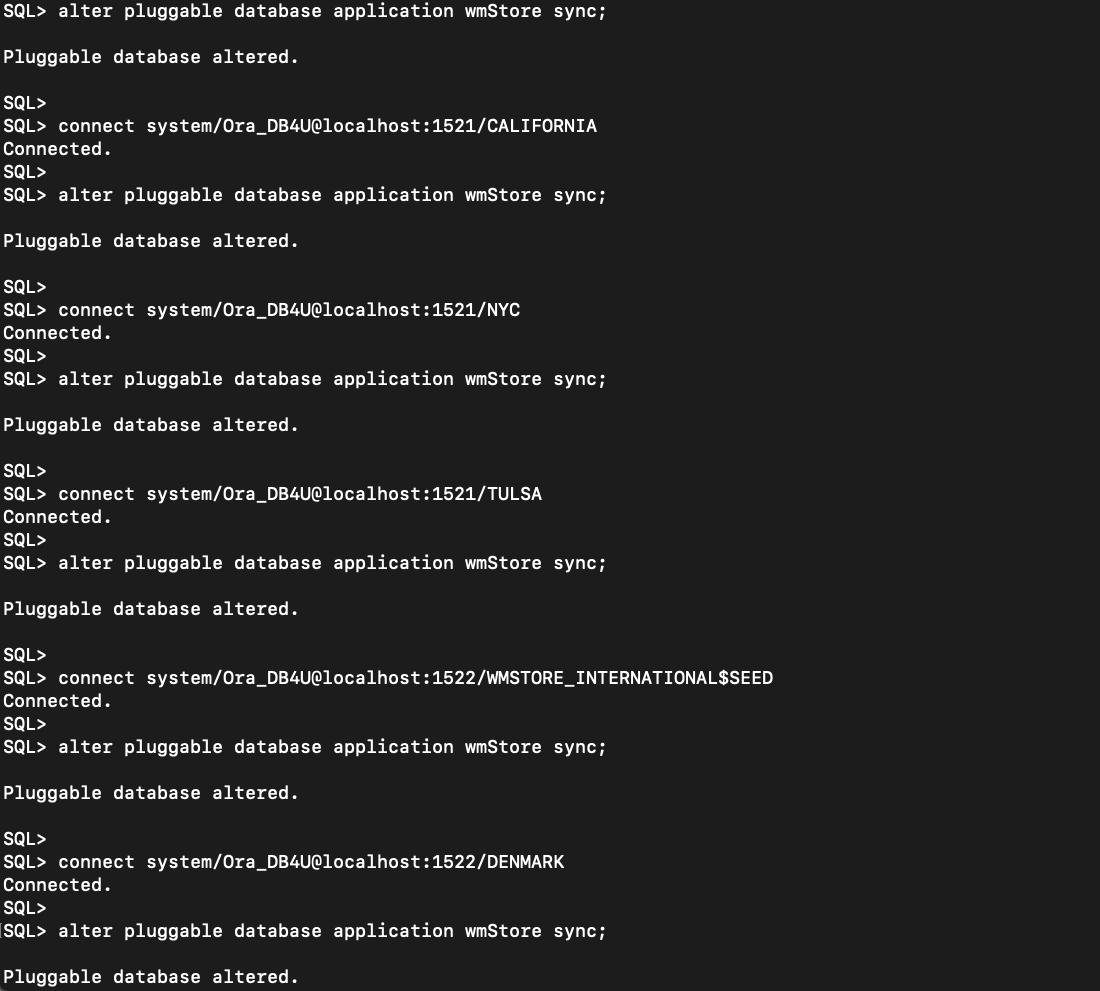 SQL> alter pluggable database application wmStore sync;
Pluggable database altered.
SQL>
SQL> connect system/Ora_DB4U@localhost:1521/CALIFORNIA
Connected.
SQL>
SQL> alter pluggable database application wmStore sync;
Pluggable database altered.
SQL>
SQL> connect system/Ora_DB4U@localhost:1521/NYC
Connected.
SQL>
SQL> alter pluggable database application wmStore sync;
Pluggable database altered.
SQL>
SQL> connect system/Ora_DB4U@localhost:1521/TULSA
Connected.
SQL>
SQL> alter pluggable database application wmStore sync;
Pluggable database altered.
SQL>
SQL> connect system/Ora_DB4U@localhost:1522/WMSTORE_INTERNATIONAL$SEED
Connected.
SQL>
SQL> alter pluggable database application wmStore sync;
Pluggable database altered.
SQL>
SQL> connect system/Ora_DB4U@localhost:1522/DENMARK
Connected.
SQL>
SQL> alter pluggable database application wmStore sync;
Pluggable database altered.